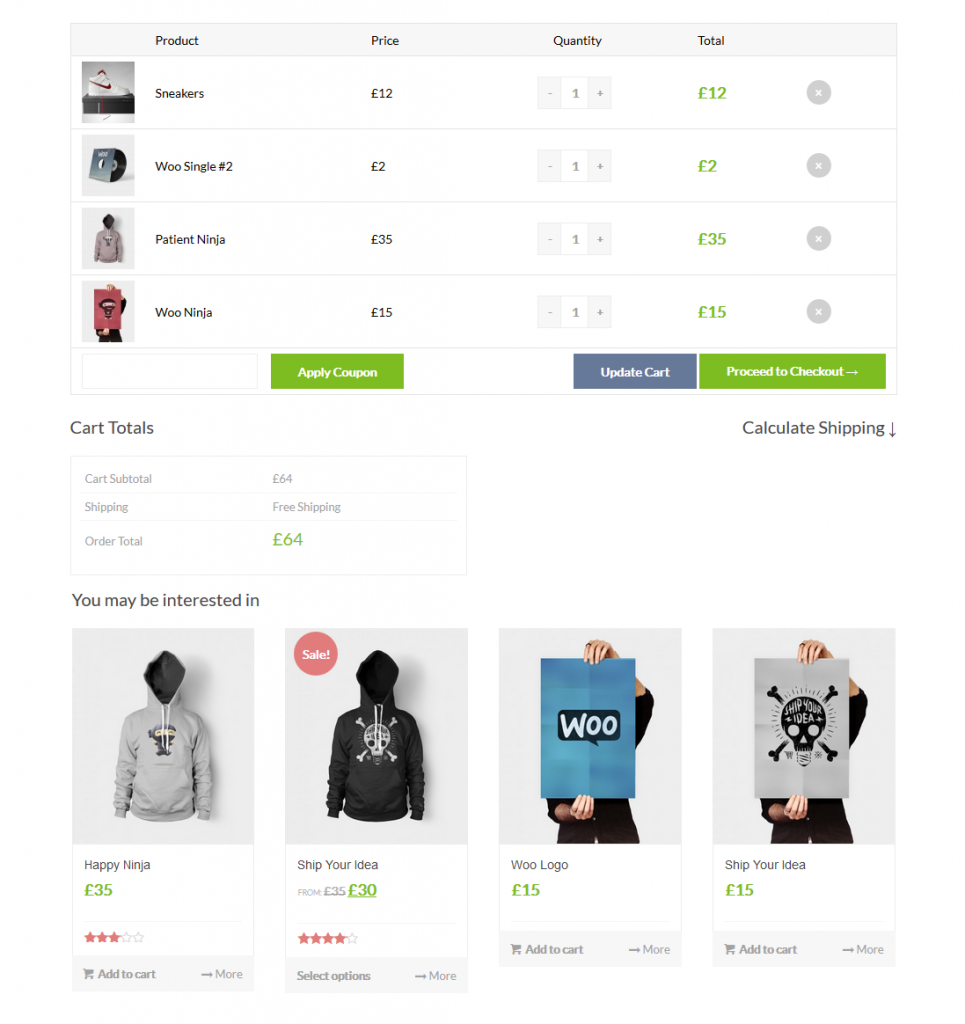 Product Price Quantity Total
Sneakers £12 - 1 + £12 ×
WOO
Woo Single #2 £2 - 1 + £2 ×
Patient Ninja £35 - 1 + £35 ×
Woo Ninja £15 - 1 + £15 ×
Apply Coupon Update Cart Proceed to Checkout →
Cart Totals Calculate Shipping ↓
Cart Subtotal £64
Shipping Free Shipping
Order Total £64
You may be interested in
Sale!
SHIP YOUR
IDEA
WOO
SHIP YOUR
IDEA
Happy Ninja Ship Your Idea Woo Logo Ship Your Idea
£35 FROM: £35 £30 £15 £15
Add to cart → More Select options → More Add to cart → More Add to cart → More